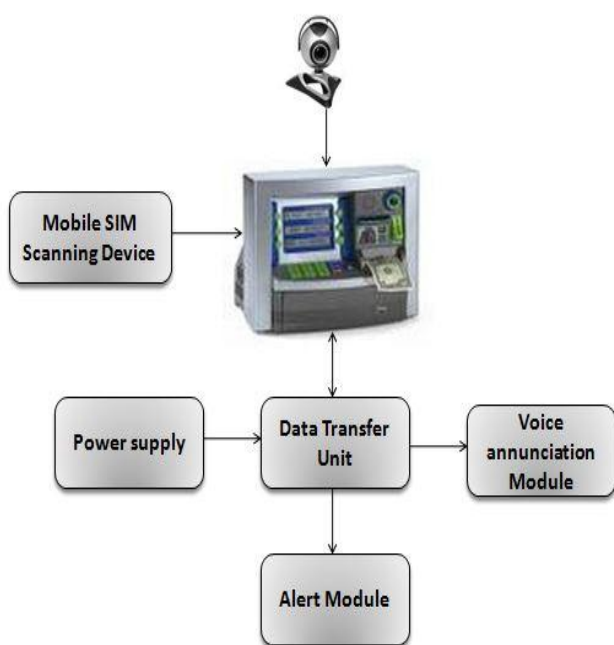 Mobile SIM
Scanning Device
Power supply
Data Transfer
Unit
Voice
annunciation
Module
Alert Module